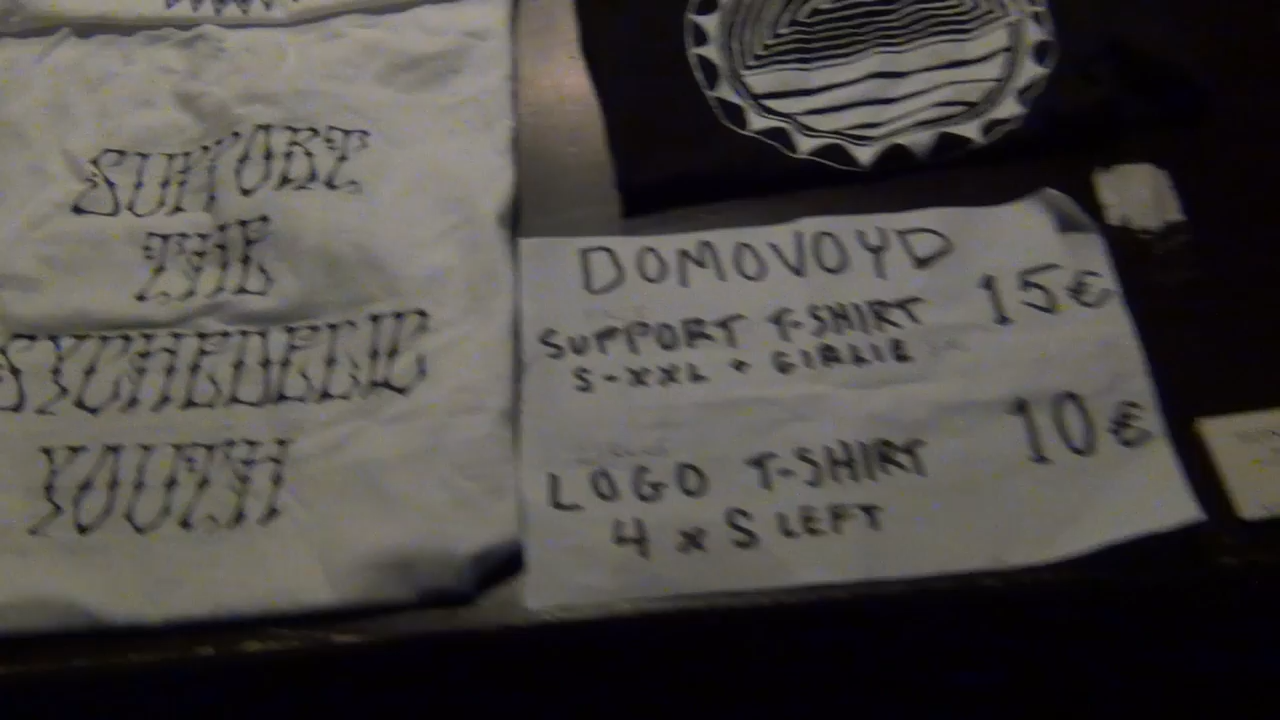 SUPPORT
THE
PSYCHEDELIC
YOUTH
DOMOVOYD
SUPPORT T-SHIRT 15€
S-XXL + GIRLIE
LOGO T-SHIRT 10€
4 x S LEFT